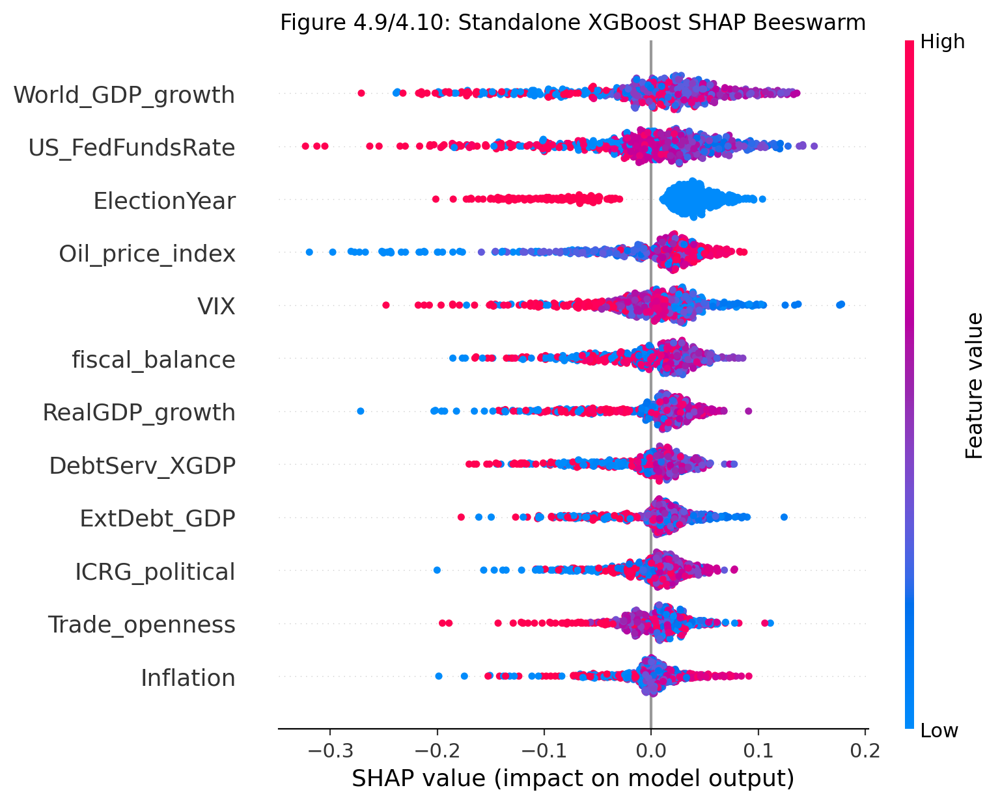 Figure 4.9/4.10: Standalone XGBoost SHAP Beeswarm
High
World_GDP_growth
US_FedFundsRate
ElectionYear
Oil_price_index
VIX
fiscal_balance
RealGDP_growth
DebtServ_XGDP
ExtDebt_GDP
ICRG_political
Trade_openness
Inflation
Feature value
Low
−0.3 −0.2 −0.1 0.0 0.1 0.2
SHAP value (impact on model output)